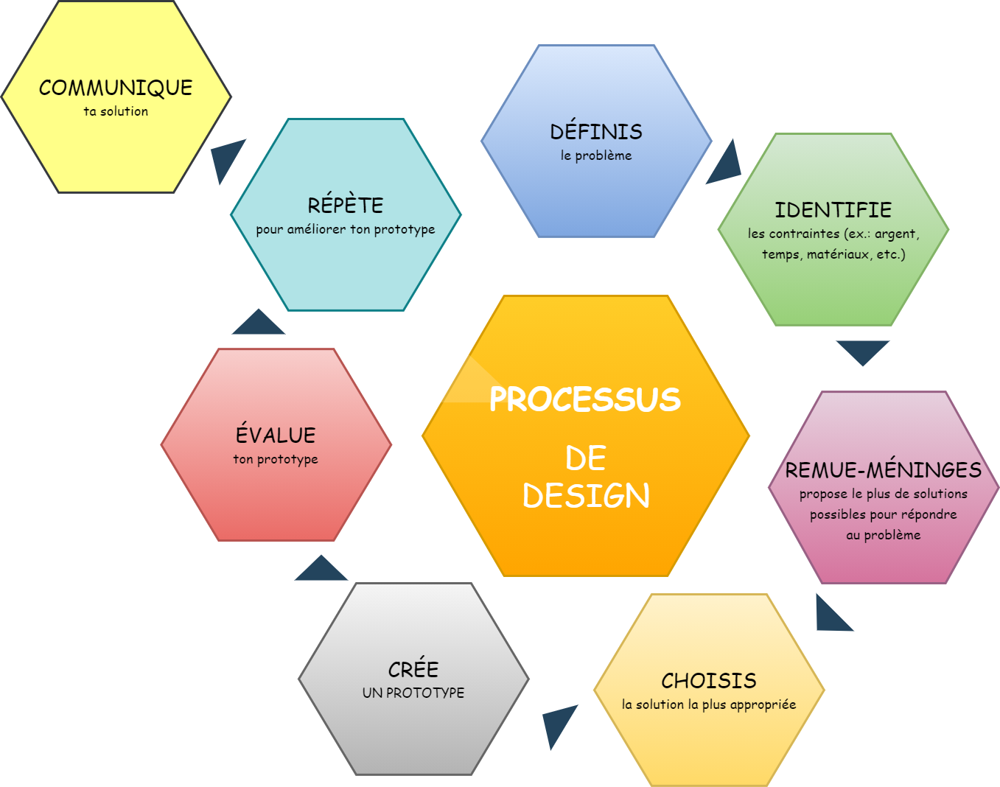 COMMUNIQUE
ta solution
DÉFINIS
le problème
RÉPÈTE
pour améliorer ton prototype
IDENTIFIE
les contraintes (ex.: argent,
temps, matériaux, etc.)
PROCESSUS
DE
DESIGN
ÉVALUE
ton prototype
REMUE-MÉNINGES
propose le plus de solutions
possibles pour répondre
au problème
CRÉE
UN PROTOTYPE
CHOISIS
la solution la plus appropriée